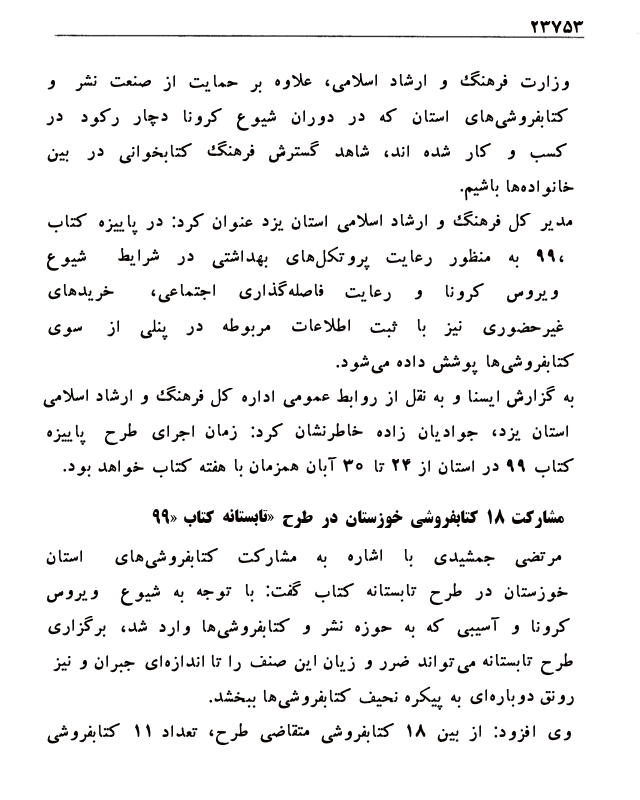 ۲۳۷۵۳
وزارت فرهنگ و ارشاد اسلامی، علاوه بر حمایت از صنعت نشر و
کتابفروشی‌های استان که در دوران شیوع کرونا دچار رکود در
کسب و کار شده اند، شاهد گسترش فرهنگ کتابخوانی در بین
خانواده‌ها باشیم.
مدیر کل فرهنگ و ارشاد اسلامی استان یزد عنوان کرد: در پاییزه کتاب
۹۹، به منظور رعایت پروتکل‌های بهداشتی در شرایط شیوع
ویروس کرونا و رعایت فاصله‌گذاری اجتماعی، خریدهای
غیرحضوری نیز با ثبت اطلاعات مربوطه در پنلی از سوی
کتابفروشی‌ها پوشش داده می‌شود.
به گزارش ایسنا و به نقل از روابط عمومی اداره کل فرهنگ و ارشاد اسلامی
استان یزد، جوادیان زاده خاطرنشان کرد: زمان اجرای طرح پاییزه
کتاب ۹۹ در استان از ۲۴ تا ۳۰ آبان همزمان با هفته کتاب خواهد بود.
مشارکت ۱۸ کتابفروشی خوزستان در طرح «تابستانه کتاب «۹۹
مرتضی جمشیدی با اشاره به مشارکت کتابفروشی‌های استان
خوزستان در طرح تابستانه کتاب گفت: با توجه به شیوع ویروس
کرونا و آسیبی که به حوزه نشر و کتابفروشی‌ها وارد شد، برگزاری
طرح تابستانه می‌تواند ضرر و زیان این صنف را تا اندازه‌ای جبران و نیز
رونق دوباره‌ای به پیکره نحیف کتابفروشی‌ها ببخشد.
وی افزود: از بین ۱۸ کتابفروشی متقاضی طرح، تعداد ۱۱ کتابفروشی